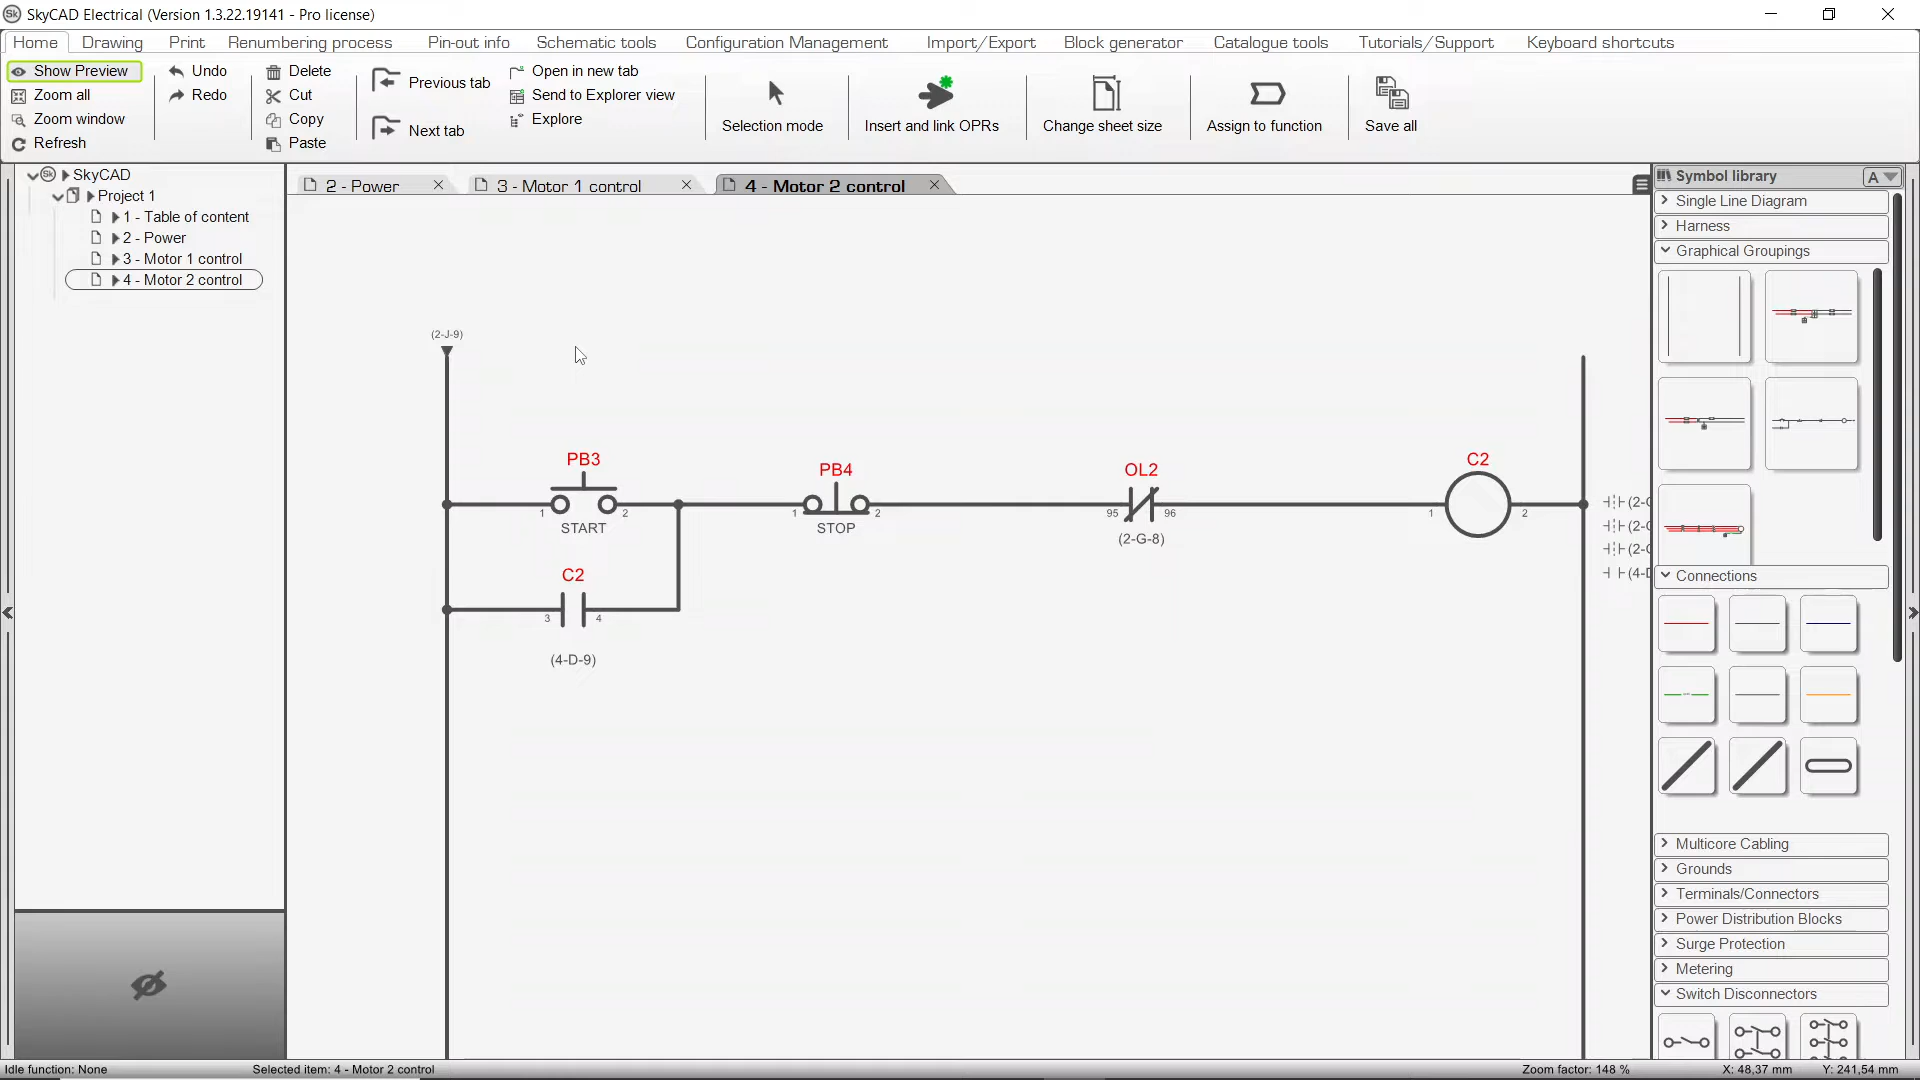 SkyCAD Electrical (Version 1.3.22.19141 - Pro license)
Home Drawing Print Renumbering process Pin-out info Schematic tools Configuration Management Import/Export Block generator Catalogue tools Tutorials/Support Keyboard shortcuts
Show Preview
Zoom all
Zoom window
Refresh
Undo
Redo
Delete
Cut
Copy
Paste
Previous tab
Next tab
Open in new tab
Send to Explorer view
Explore
Selection mode
Insert and link OPRs
Change sheet size
Assign to function
Save all
SkyCAD
Project 1
1 - Table of content
2 - Power
3 - Motor 1 control
4 - Motor 2 control
2 - Power
3 - Motor 1 control
4 - Motor 2 control
(2-J-9)
PB3
1 2
START
PB4
1 2
STOP
OL2
95 96
(2-G-8)
C2
1 2
C2
3 4
(4-D-9)
(2-
(2-
(2-
(4-
Symbol library
A
Single Line Diagram
Harness
Graphical Groupings
Connections
Multicore Cabling
Grounds
Terminals/Connectors
Power Distribution Blocks
Surge Protection
Metering
Switch Disconnectors
Idle function: None
Selected item: 4 - Motor 2 control
Zoom factor: 148 %
X: 48,37 mm
Y: 241,54 mm